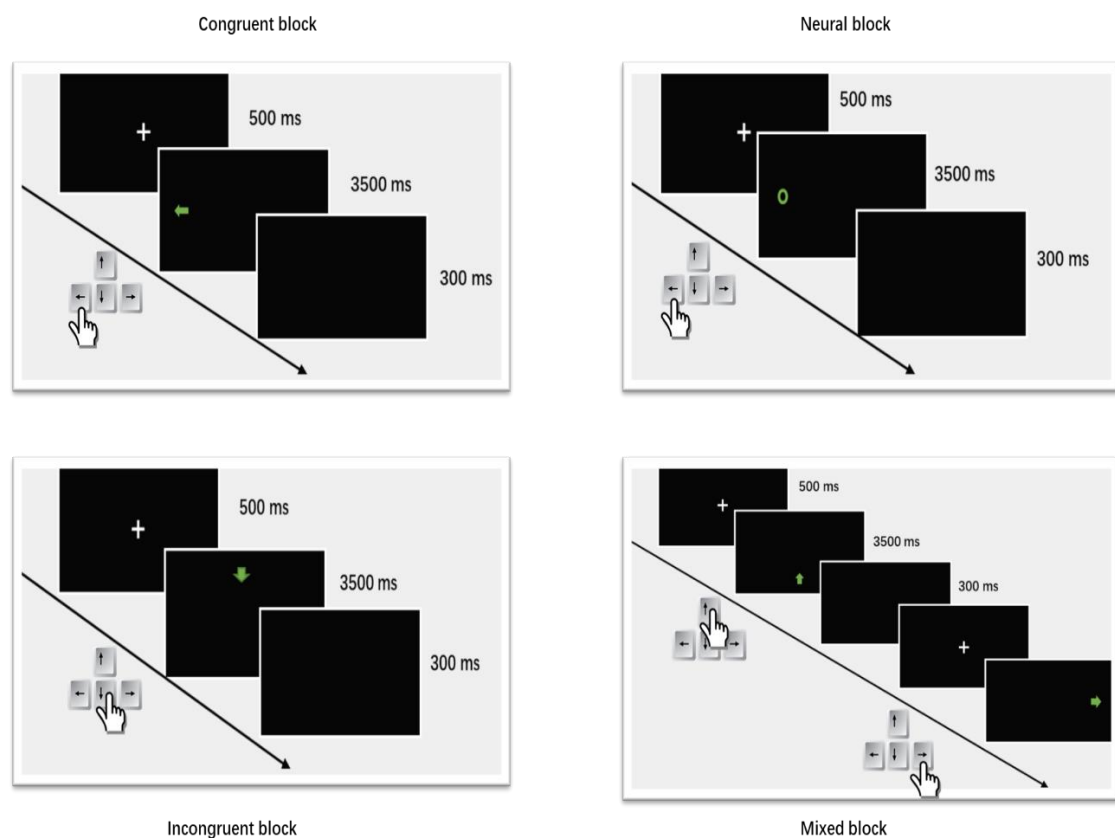 Congruent block
500 ms
3500 ms
300 ms
↑
← ↓ →
Neural block
500 ms
3500 ms
300 ms
↑
← ↓ →
500 ms
3500 ms
300 ms
↑
← ↓ →
Incongruent block
500 ms
3500 ms
300 ms
↑
← ↓ →
↑
← ↓ →
Mixed block